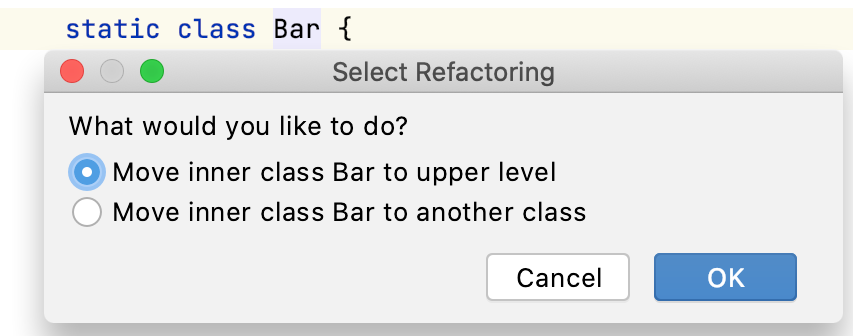 static class Bar {
Select Refactoring
What would you like to do?
Move inner class Bar to upper level
Move inner class Bar to another class
Cancel
OK